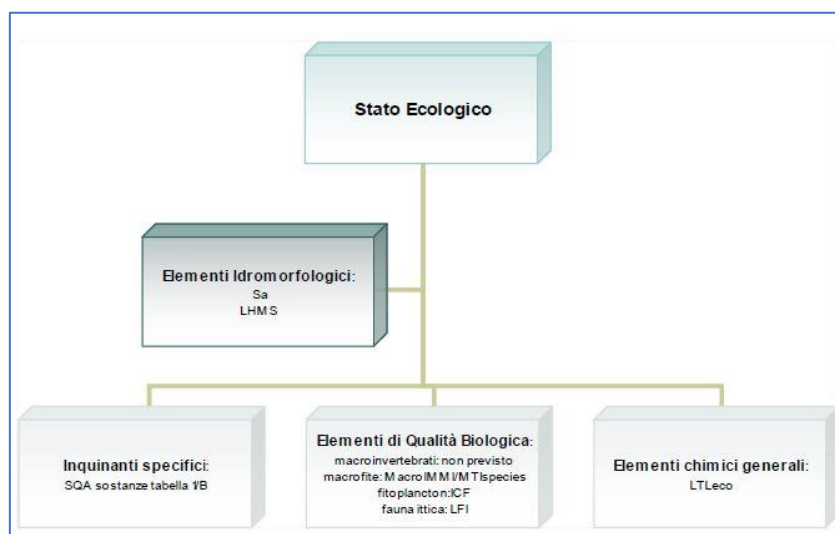 Stato Ecologico
Elementi Idromorfologici:
Sa
LHMS
Inquinanti specifici:
SQA sostanze tabella 1/B
Elementi di Qualità Biologica:
macroinvertebrati: non previsto
macrofite: MacroIMMI/MTIspecies
fitoplancton:ICF
fauna ittica: LFI
Elementi chimici generali:
LTLeco